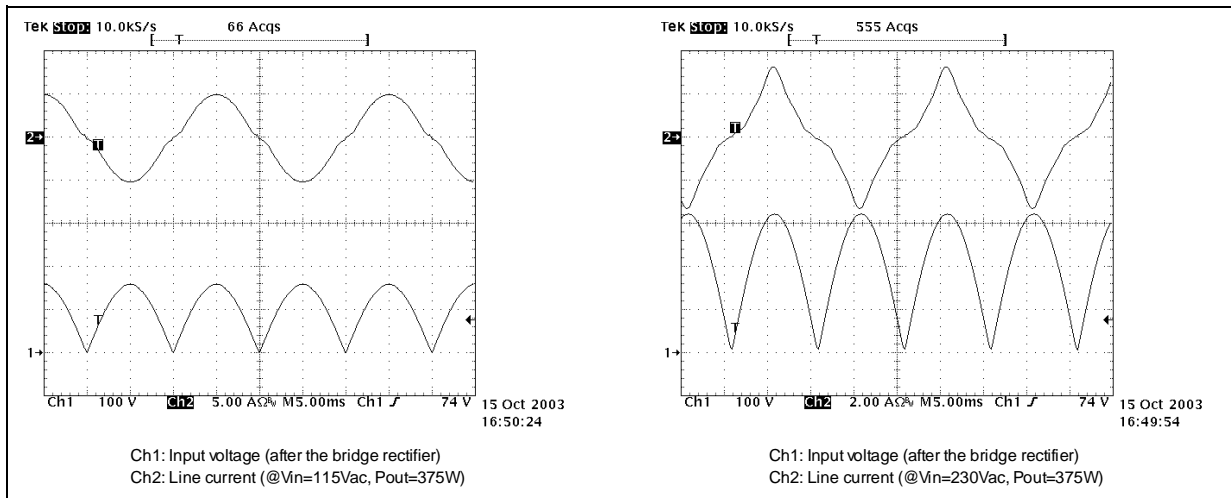 Tek Stop: 10.0kS/s 66 Acqs
[ T ]
2→
T
T
1→
Ch1 100 V Ch2 5.00 AΩBw M5.00ms Ch1 ∫ 74 V
15 Oct 2003
16:50:24
Ch1: Input voltage (after the bridge rectifier)
Ch2: Line current (@Vin=115Vac, Pout=375W)
Tek Stop: 10.0kS/s 555 Acqs
[ T ]
2→
T
T
1→
Ch1 100 V Ch2 2.00 AΩBw M5.00ms Ch1 ∫ 74 V
15 Oct 2003
16:49:54
Ch1: Input voltage (after the bridge rectifier)
Ch2: Line current (@Vin=230Vac, Pout=375W)